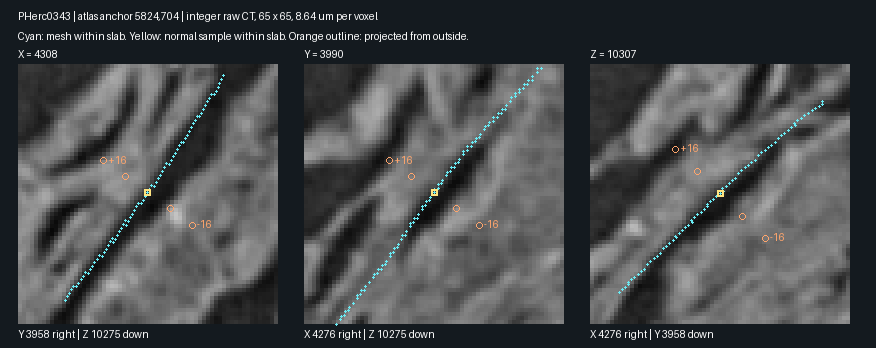 PHerc0343 | atlas anchor 5824,704 | integer raw CT, 65 x 65, 8.64 um per voxel
Cyan: mesh within slab. Yellow: normal sample within slab. Orange outline: projected from outside.
X = 4308
Y = 3990
Z = 10307
+16
-16
+16
-16
+16
-16
Y 3958 right | Z 10275 down
X 4276 right | Z 10275 down
X 4276 right | Y 3958 down